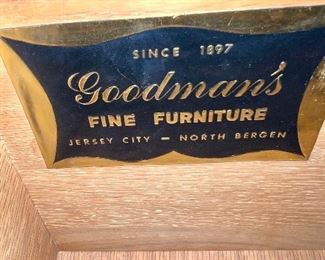 SINCE 1897
Goodman's
FINE FURNITURE
JERSEY CITY - NORTH BERGEN